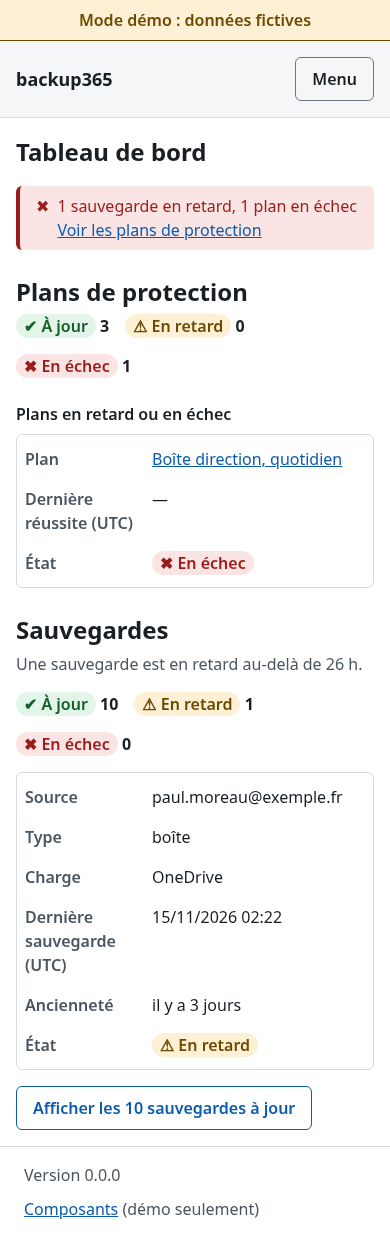 Mode démo : données fictives
backup365
Menu
Tableau de bord
✖ 1 sauvegarde en retard, 1 plan en échec
Voir les plans de protection
Plans de protection
✔ À jour 3 ⚠ En retard 0
✖ En échec 1
Plans en retard ou en échec
Plan Boîte direction, quotidien
Dernière réussite (UTC) —
État ✖ En échec
Sauvegardes
Une sauvegarde est en retard au-delà de 26 h.
✔ À jour 10 ⚠ En retard 1
✖ En échec 0
Source paul.moreau@exemple.fr
Type boîte
Charge OneDrive
Dernière sauvegarde (UTC) 15/11/2026 02:22
Ancienneté il y a 3 jours
État ⚠ En retard
Afficher les 10 sauvegardes à jour
Version 0.0.0
Composants (démo seulement)